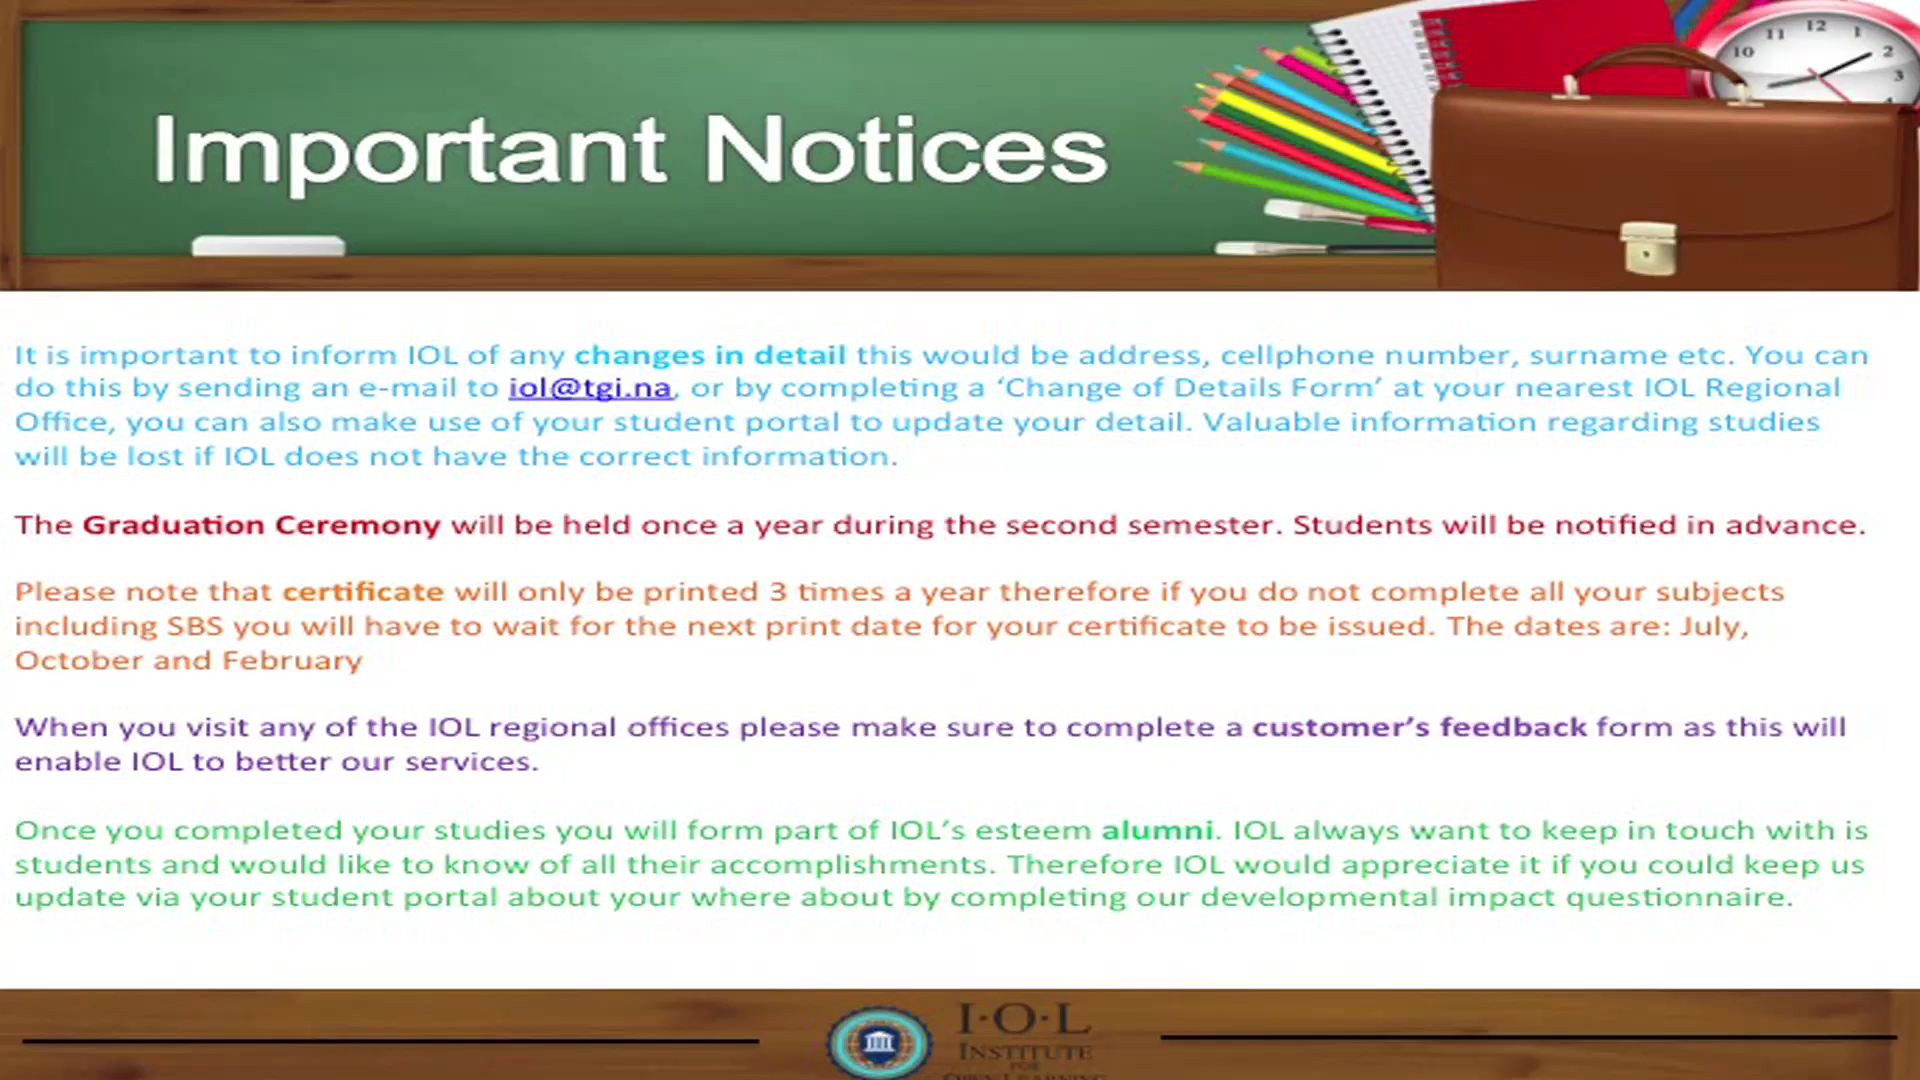 Important Notices
12
11
1
10
2
3
4
It is important to inform IOL of any changes in detail this would be address, cellphone number, surname etc. You can
do this by sending an e-mail to iol@tgi.na, or by completing a ‘Change of Details Form’ at your nearest IOL Regional
Office, you can also make use of your student portal to update your detail. Valuable information regarding studies
will be lost if IOL does not have the correct information.
The Graduation Ceremony will be held once a year during the second semester. Students will be notified in advance.
Please note that certificate will only be printed 3 times a year therefore if you do not complete all your subjects
including SBS you will have to wait for the next print date for your certificate to be issued. The dates are: July,
October and February
When you visit any of the IOL regional offices please make sure to complete a customer’s feedback form as this will
enable IOL to better our services.
Once you completed your studies you will form part of IOL’s esteem alumni. IOL always want to keep in touch with is
students and would like to know of all their accomplishments. Therefore IOL would appreciate it if you could keep us
update via your student portal about your where about by completing our developmental impact questionnaire.
I·O·L
INSTITUTE
FOR
OPEN LEARNING